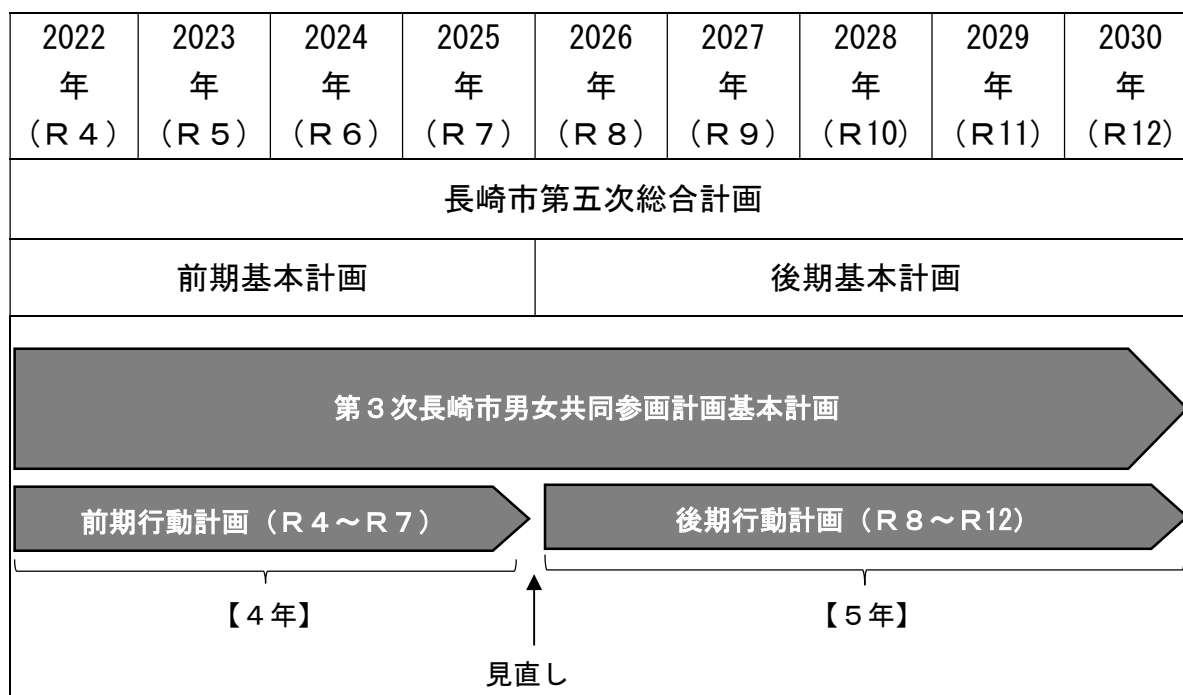 2022 2023 2024 2025 2026 2027 2028 2029 2030
年 年 年 年 年 年 年 年 年
（Ｒ４） （Ｒ５） （Ｒ６） （Ｒ７） （Ｒ８） （Ｒ９） （R10） （R11） （R12）
長崎市第五次総合計画
前期基本計画 後期基本計画
第３次長崎市男女共同参画計画基本計画
前期行動計画（Ｒ４～Ｒ７） 後期行動計画（Ｒ８～R12）
【４年】 【５年】
見直し